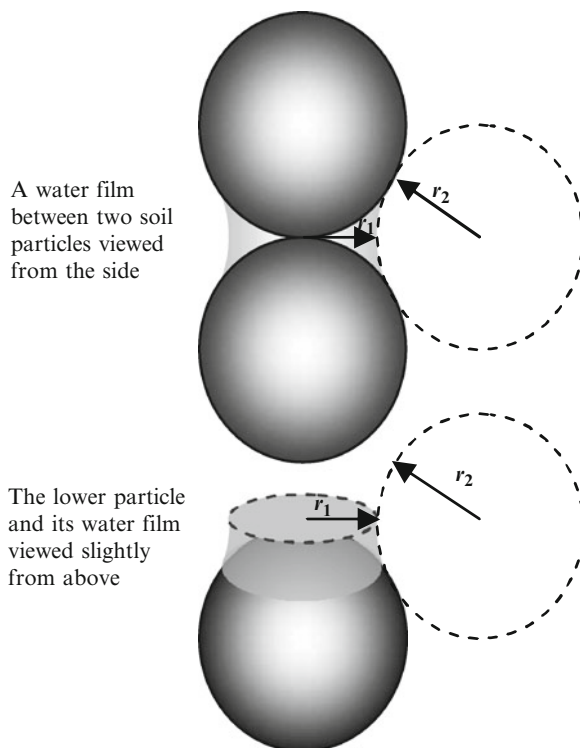 A water film
between two soil
particles viewed
from the side
r2
r1
The lower particle
and its water film
viewed slightly
from above
r2
r1